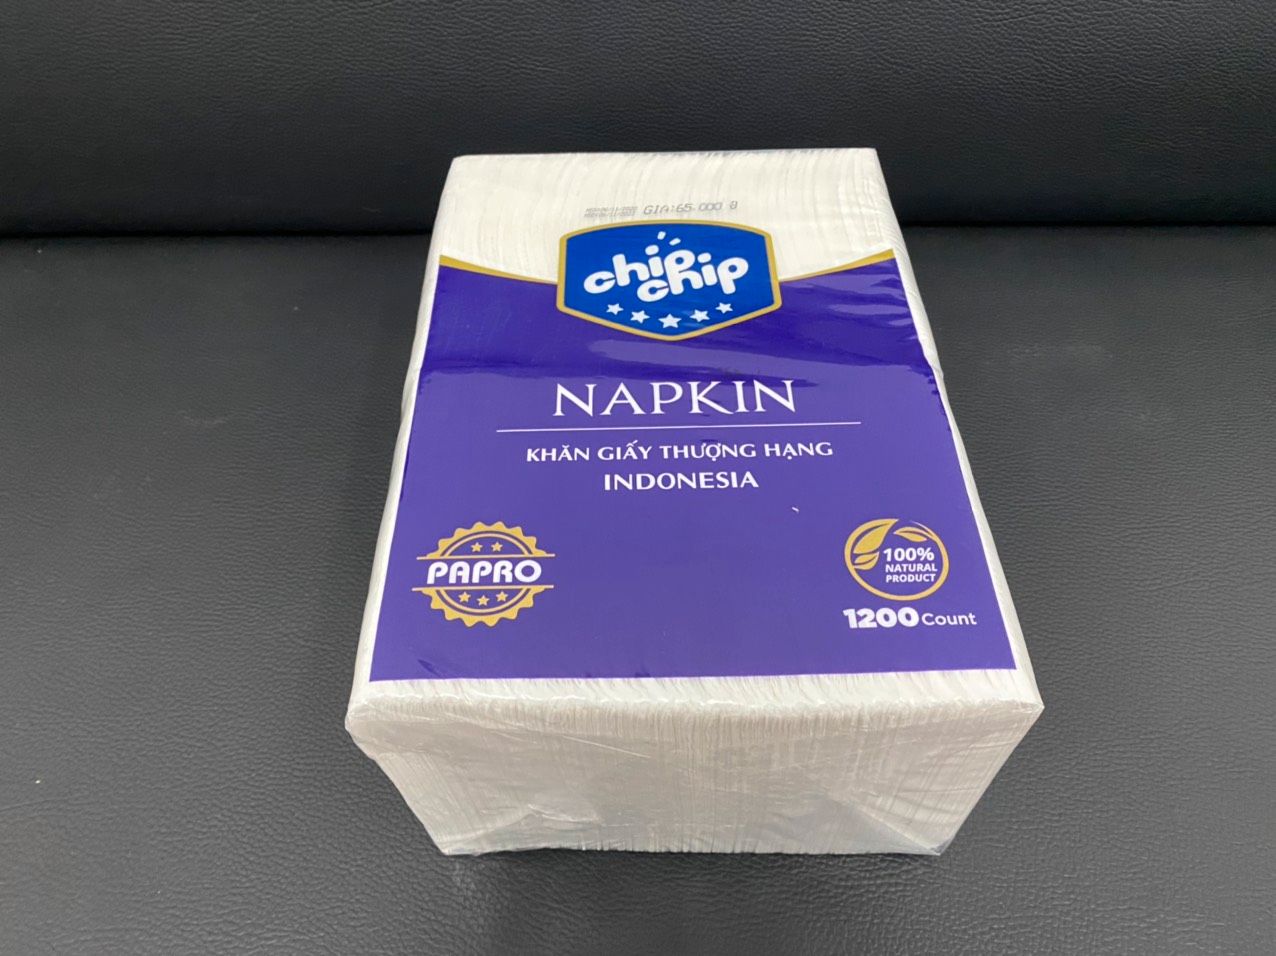 GIA:65.000 đ
chip
chip
NAPKIN
KHĂN GIẤY THƯỢNG HẠNG
INDONESIA
PAPRO
100%
NATURAL
PRODUCT
1200 Count